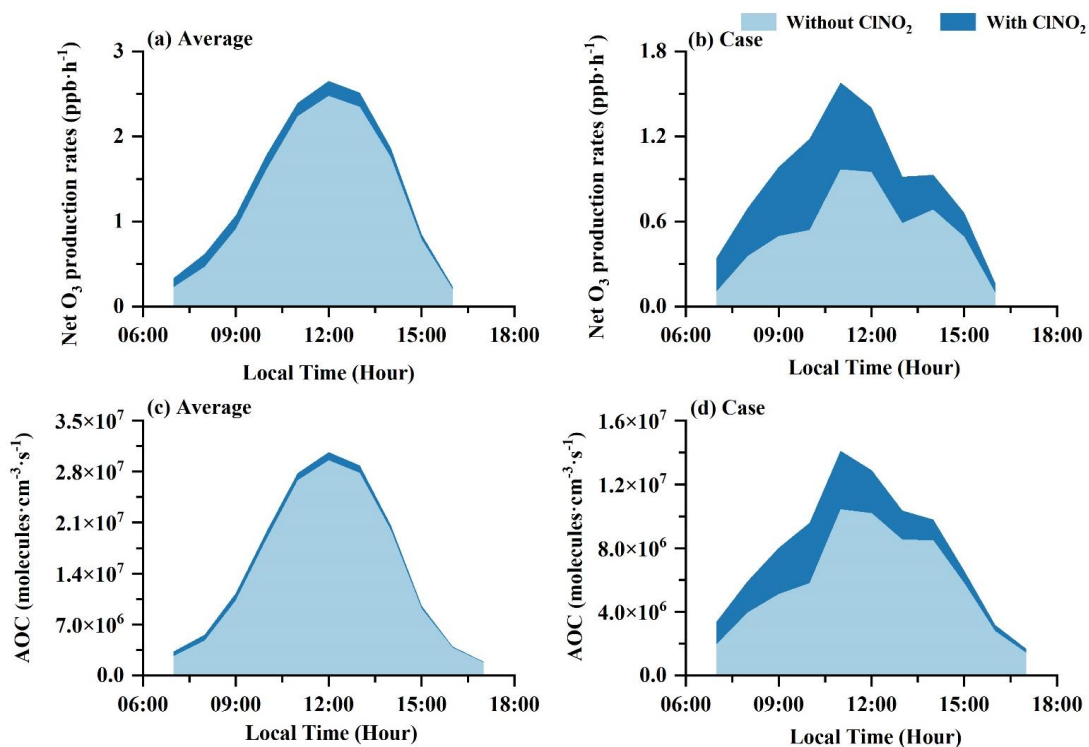 Without ClNO₂ With ClNO₂
(a) Average
Net O₃ production rates (ppb·h⁻¹)
3
2
1
0
06:00 09:00 12:00 15:00 18:00
Local Time (Hour)
(b) Case
Net O₃ production rates (ppb·h⁻¹)
1.8
1.2
0.6
0.0
06:00 09:00 12:00 15:00 18:00
Local Time (Hour)
(c) Average
AOC (molecules·cm⁻³·s⁻¹)
3.5×10⁷
2.8×10⁷
2.1×10⁷
1.4×10⁷
7.0×10⁶
0.0
06:00 09:00 12:00 15:00 18:00
Local Time (Hour)
(d) Case
AOC (molecules·cm⁻³·s⁻¹)
1.6×10⁷
1.2×10⁷
8.0×10⁶
4.0×10⁶
0.0
06:00 09:00 12:00 15:00 18:00
Local Time (Hour)